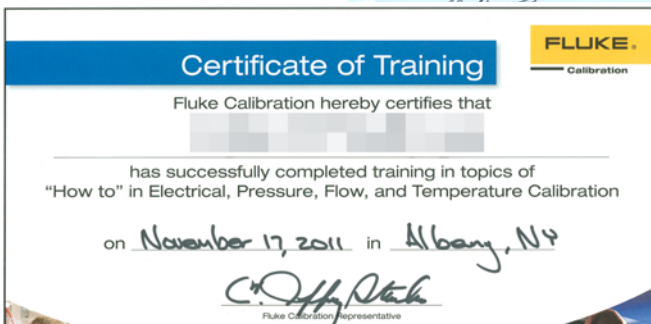 FLUKE®
Calibration
Certificate of Training
Fluke Calibration hereby certifies that
has successfully completed training in topics of
“How to” in Electrical, Pressure, Flow, and Temperature Calibration
on November 17, 2011 in Albany, NY
Fluke Calibration Representative